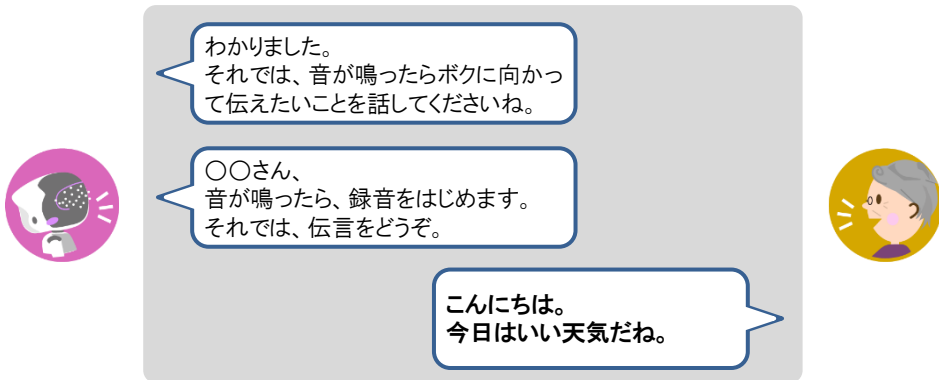 わかりました。
それでは、音が鳴ったらボクに向かっ
て伝えたいことを話してくださいね。
〇〇さん、
音が鳴ったら、録音をはじめます。
それでは、伝言をどうぞ。
こんにちは。
今日はいい天気だね。